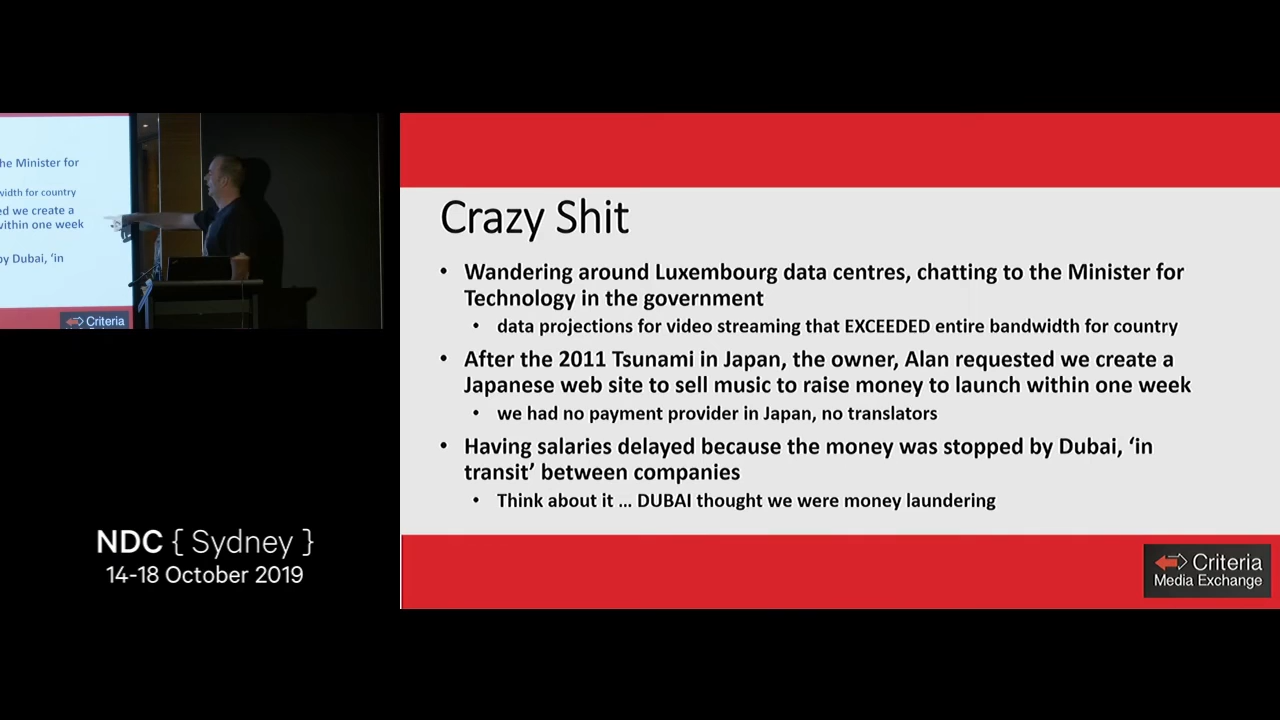 he Minister for
width for country
ed we create a
within one week
by Dubai, 'in
Criteria
NDC { Sydney }
14-18 October 2019
Crazy Shit
• Wandering around Luxembourg data centres, chatting to the Minister for
Technology in the government
• data projections for video streaming that EXCEEDED entire bandwidth for country
• After the 2011 Tsunami in Japan, the owner, Alan requested we create a
Japanese web site to sell music to raise money to launch within one week
• we had no payment provider in Japan, no translators
• Having salaries delayed because the money was stopped by Dubai, ‘in
transit’ between companies
• Think about it … DUBAI thought we were money laundering
Criteria
Media Exchange